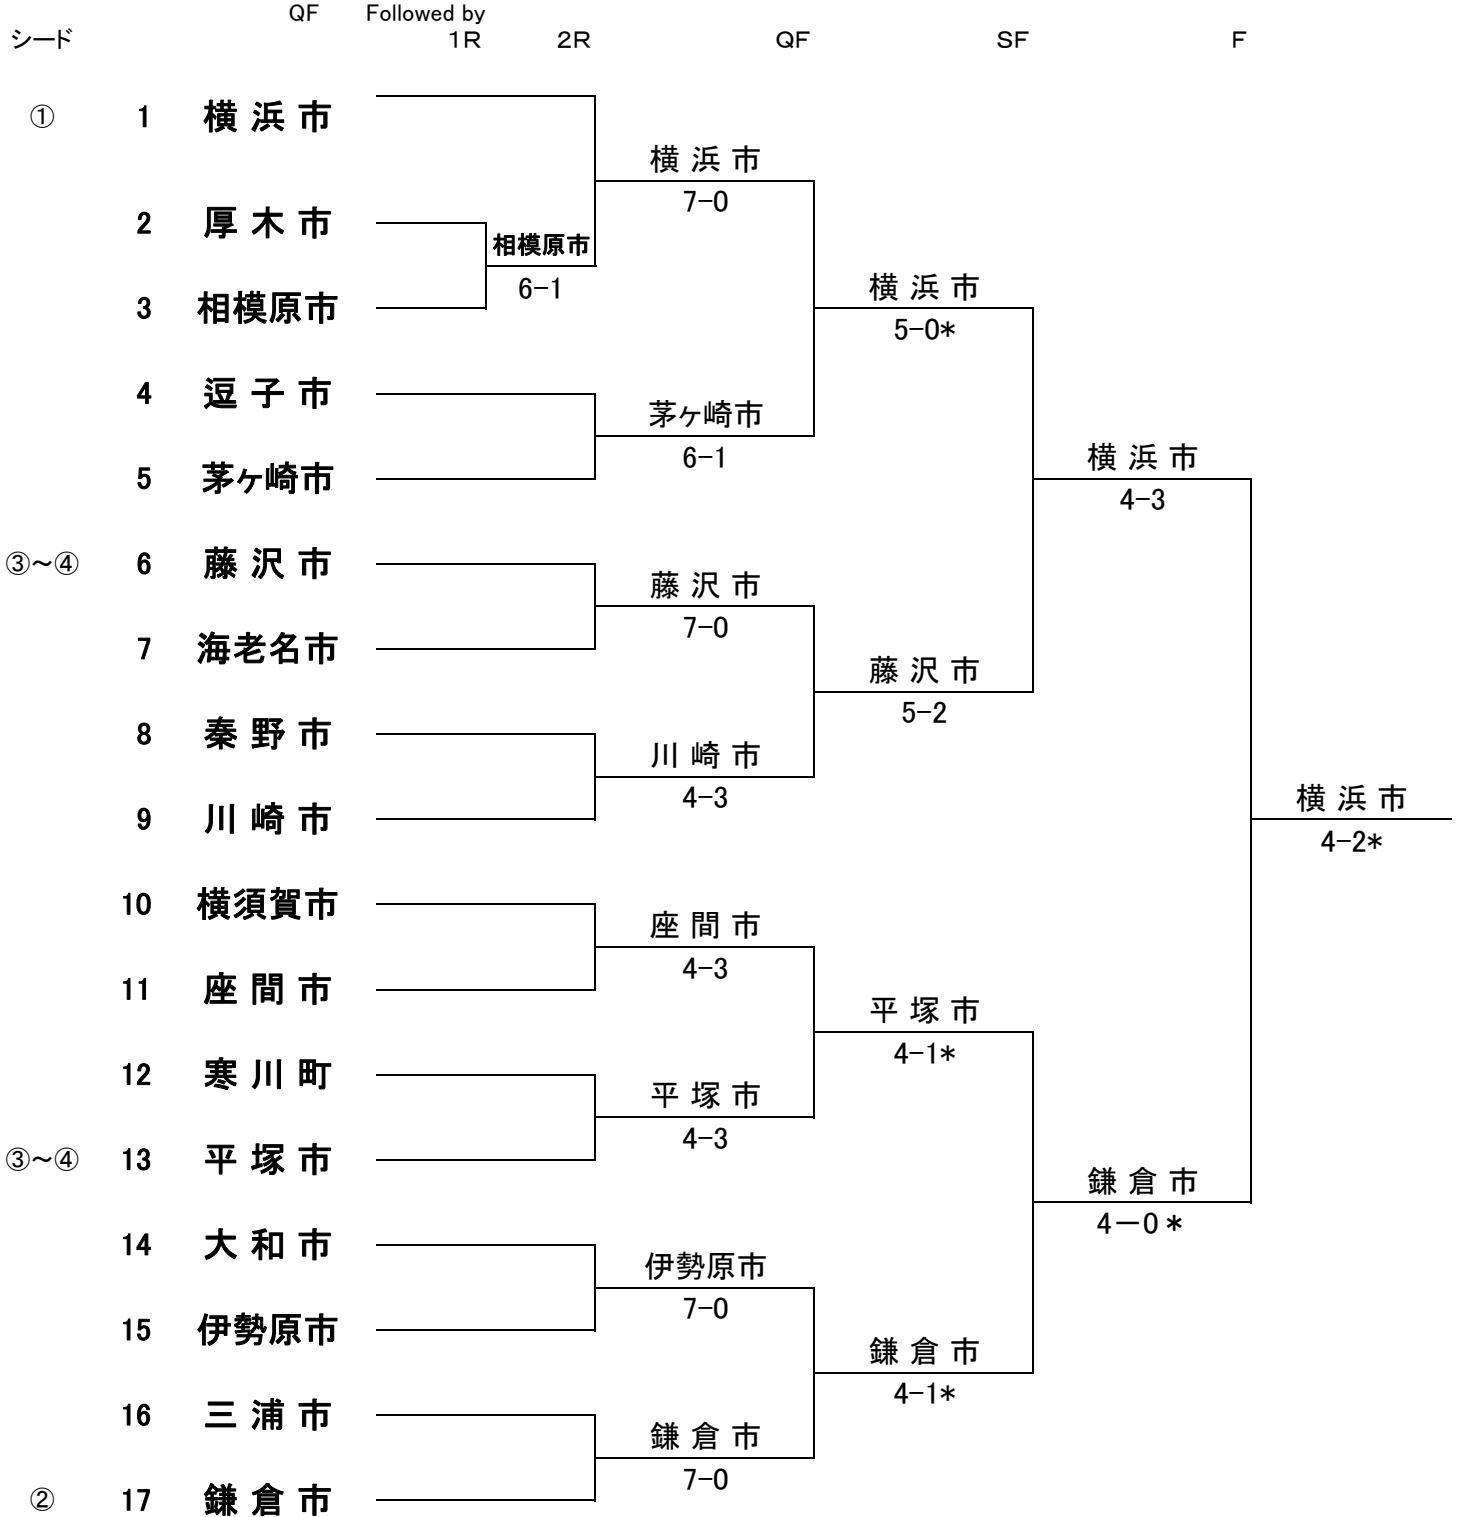 QF Followed by
シード 1R 2R QF SF F
① 1 横浜市
横浜市
7-0
2 厚木市
相模原市
6-1
3 相模原市
横浜市
5-0*
4 逗子市
茅ヶ崎市
6-1
5 茅ヶ崎市
横浜市
4-3
③～④ 6 藤沢市
藤沢市
7-0
7 海老名市
藤沢市
5-2
8 秦野市
川崎市
4-3
9 川崎市
横浜市
4-2*
10 横須賀市
座間市
4-3
11 座間市
平塚市
4-1*
12 寒川町
平塚市
4-3
③～④ 13 平塚市
鎌倉市
4－0*
14 大和市
伊勢原市
7-0
15 伊勢原市
鎌倉市
4-1*
16 三浦市
鎌倉市
7-0
② 17 鎌倉市